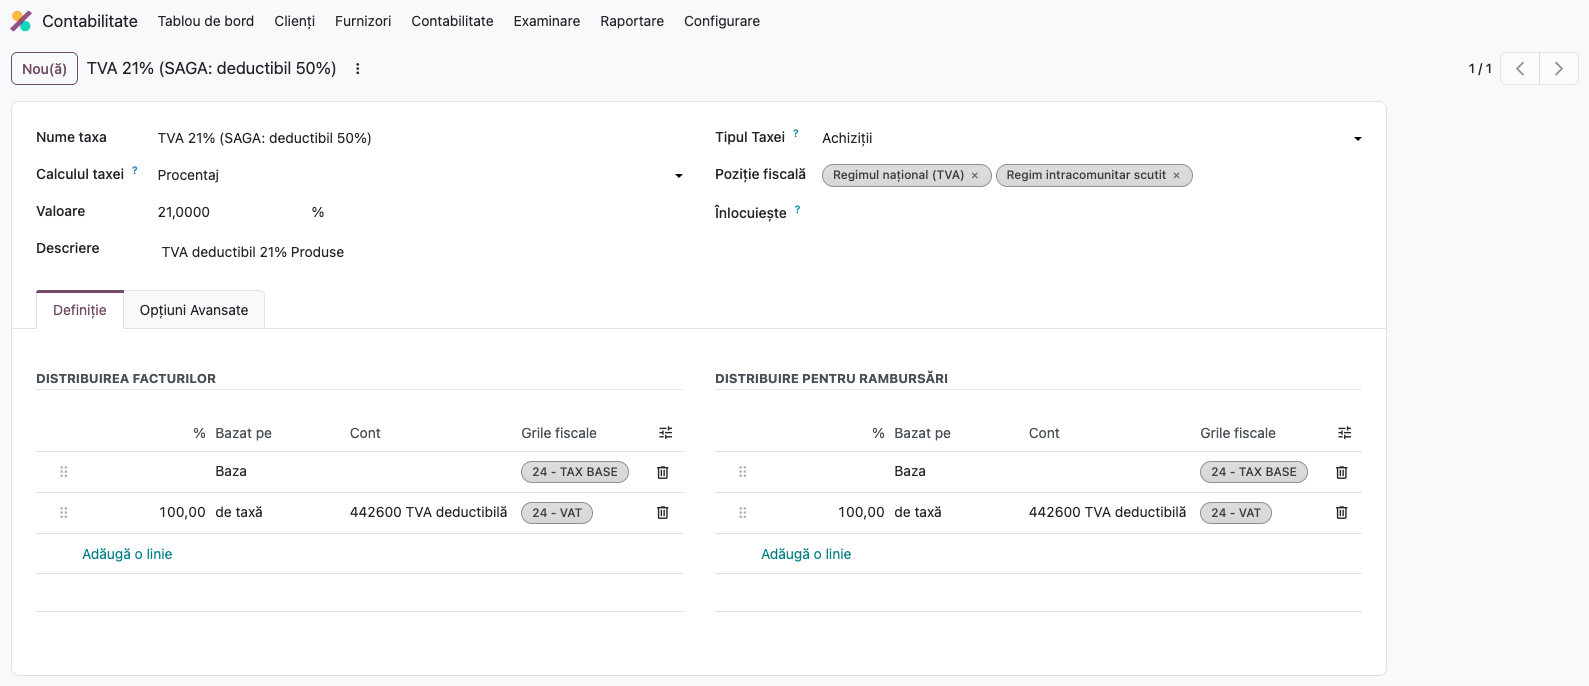 Contabilitate Tablou de bord Clienți Furnizori Contabilitate Examinare Raportare Configurare
Nou(ă) TVA 21% (SAGA: deductibil 50%) 1 / 1
Nume taxa TVA 21% (SAGA: deductibil 50%)
Calculul taxei ? Procentaj
Valoare 21,0000 %
Descriere TVA deductibil 21% Produse
Tipul Taxei ? Achiziții
Poziție fiscală Regimul național (TVA) × Regim intracomunitar scutit ×
Înlocuiește ?
Definiție Opțiuni Avansate
DISTRIBUIREA FACTURILOR
% Bazat pe Cont Grile fiscale
Baza 24 - TAX BASE
100,00 de taxă 442600 TVA deductibilă 24 - VAT
Adăugă o linie
DISTRIBUIRE PENTRU RAMBURSĂRI
% Bazat pe Cont Grile fiscale
Baza 24 - TAX BASE
100,00 de taxă 442600 TVA deductibilă 24 - VAT
Adăugă o linie